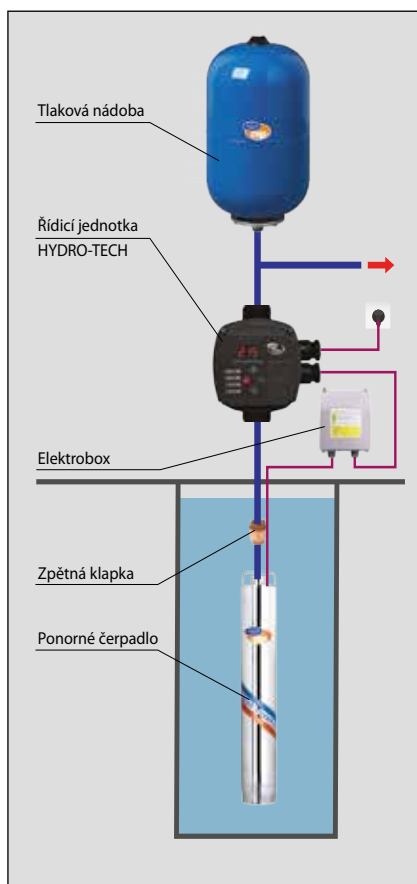 Tlaková nádoba
Řídicí jednotka
HYDRO-TECH
Elektrobox
Zpětná klapka
Ponorné čerpadlo